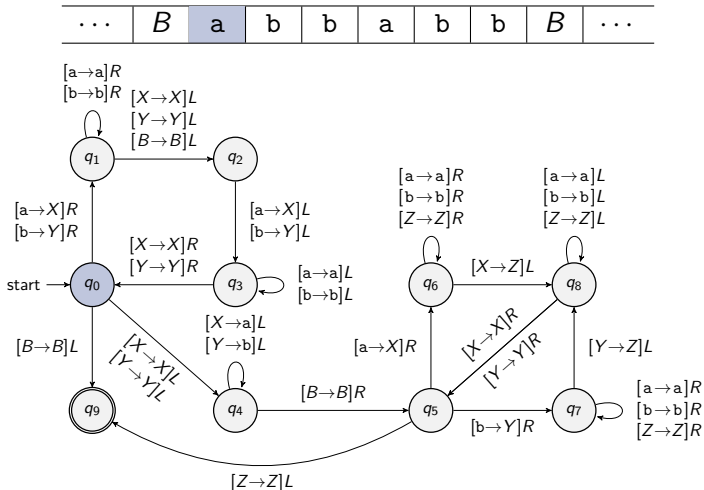 ··· B a b b a b b B ···
[a→a]R
[b→b]R
[X→X]L
[Y→Y]L
[B→B]L
q1
q2
[a→X]R
[b→Y]R
[a→X]L
[b→Y]L
[X→X]R
[Y→Y]R
start
q0
q3
[a→a]L
[b→b]L
[B→B]L
[X→X]L
[Y→Y]L
[X→a]L
[Y→b]L
q9
q4
[B→B]R
[a→a]R
[b→b]R
[Z→Z]R
[a→a]L
[b→b]L
[Z→Z]L
q6
[X→Z]L
q8
[a→X]R
[X→X]R
[Y→Y]R
[Y→Z]L
q5
[b→Y]R
q7
[a→a]R
[b→b]R
[Z→Z]R
[Z→Z]L